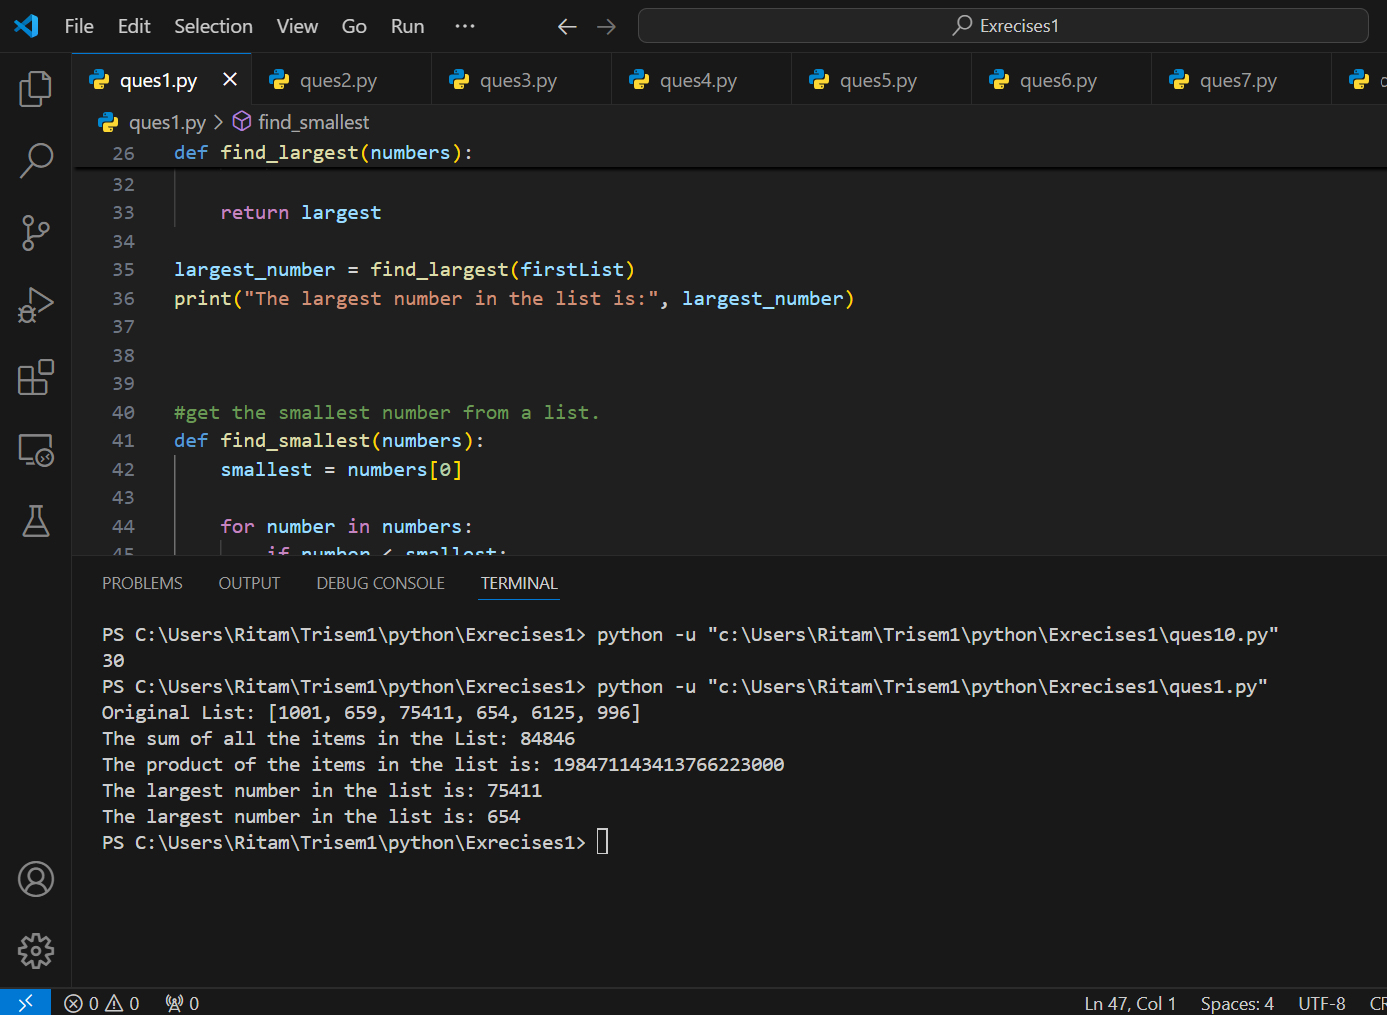 File Edit Selection View Go Run ··· Exrecises1
ques1.py ques2.py ques3.py ques4.py ques5.py ques6.py ques7.py
ques1.py > find_smallest
26 def find_largest(numbers):
32
33 return largest
34
35 largest_number = find_largest(firstList)
36 print("The largest number in the list is:", largest_number)
37
38
39
40 #get the smallest number from a list.
41 def find_smallest(numbers):
42 smallest = numbers[0]
43
44 for number in numbers:
45 if number < smallest:
PROBLEMS OUTPUT DEBUG CONSOLE TERMINAL
PS C:\Users\Ritam\Trisem1\python\Exrecises1> python -u "c:\Users\Ritam\Trisem1\python\Exrecises1\ques10.py"
30
PS C:\Users\Ritam\Trisem1\python\Exrecises1> python -u "c:\Users\Ritam\Trisem1\python\Exrecises1\ques1.py"
Original List: [1001, 659, 75411, 654, 6125, 996]
The sum of all the items in the List: 84846
The product of the items in the list is: 198471143413766223000
The largest number in the list is: 75411
The largest number in the list is: 654
PS C:\Users\Ritam\Trisem1\python\Exrecises1>
0 0 0 Ln 47, Col 1 Spaces: 4 UTF-8